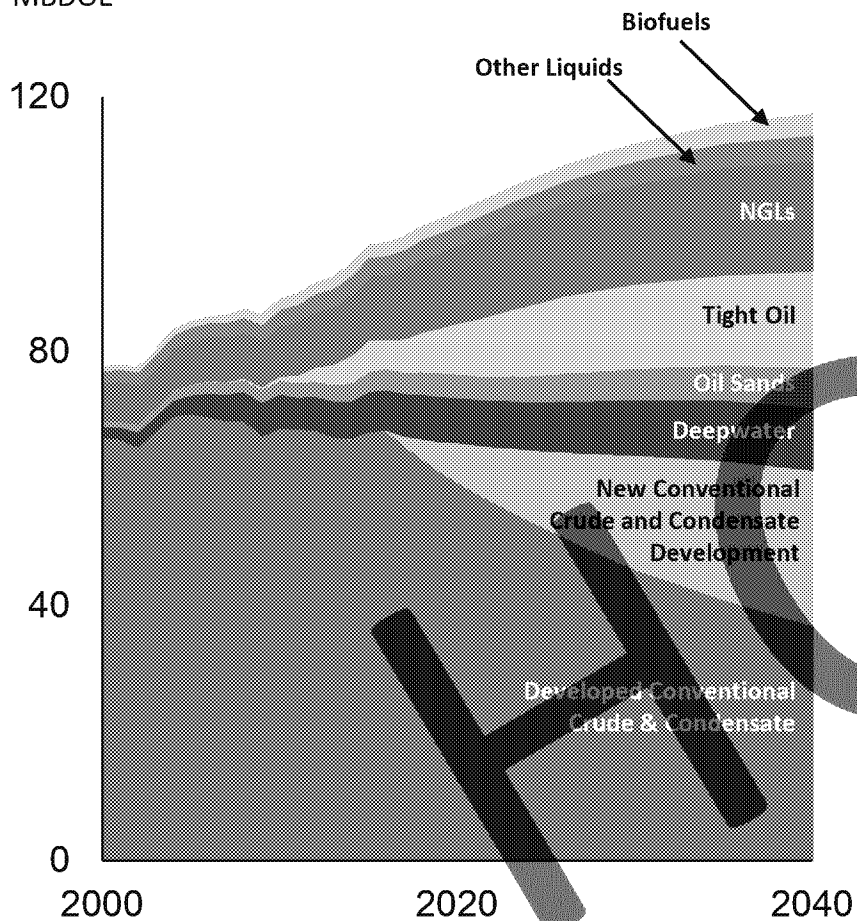 MBDOE
Biofuels
Other Liquids
120
NGLs
Tight Oil
80
Oil Sands
Deepwater
New Conventional
Crude and Condensate
Development
40
Developed Conventional
Crude & Condensate
0
2000
2020
2040